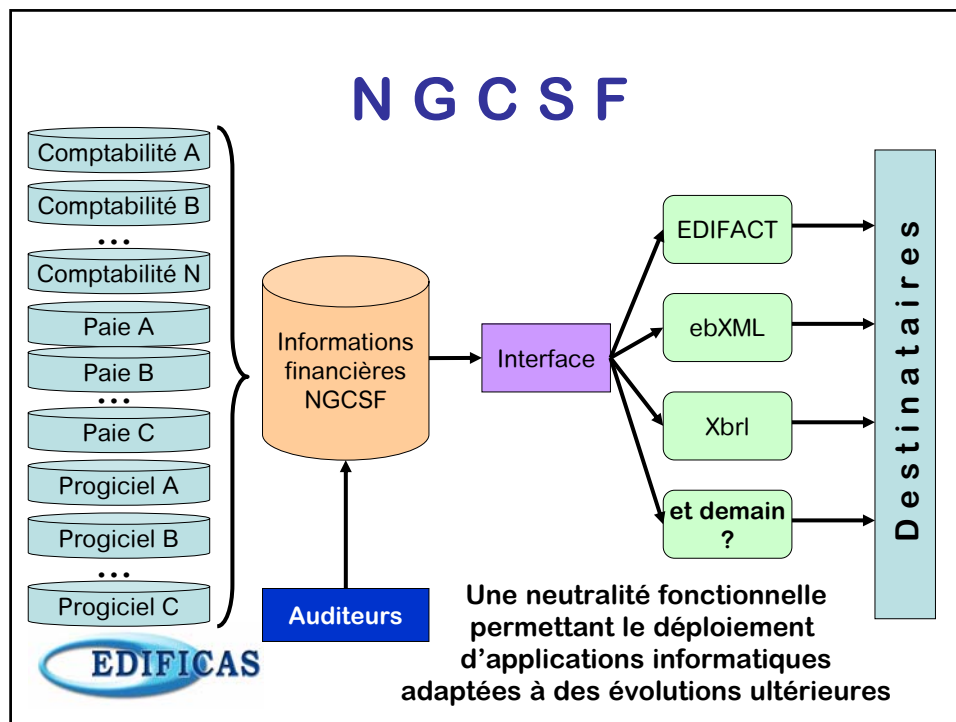 N G C S F
Comptabilité A
Comptabilité B
...
Comptabilité N
Paie A
Paie B
...
Paie C
Progiciel A
Progiciel B
...
Progiciel C
Informations
financières
NGCSF
Auditeurs
Interface
EDIFACT
ebXML
Xbrl
et demain
?
Destinataires
Une neutralité fonctionnelle
permettant le déploiement
d'applications informatiques
adaptées à des évolutions ultérieures
EDIFICAS